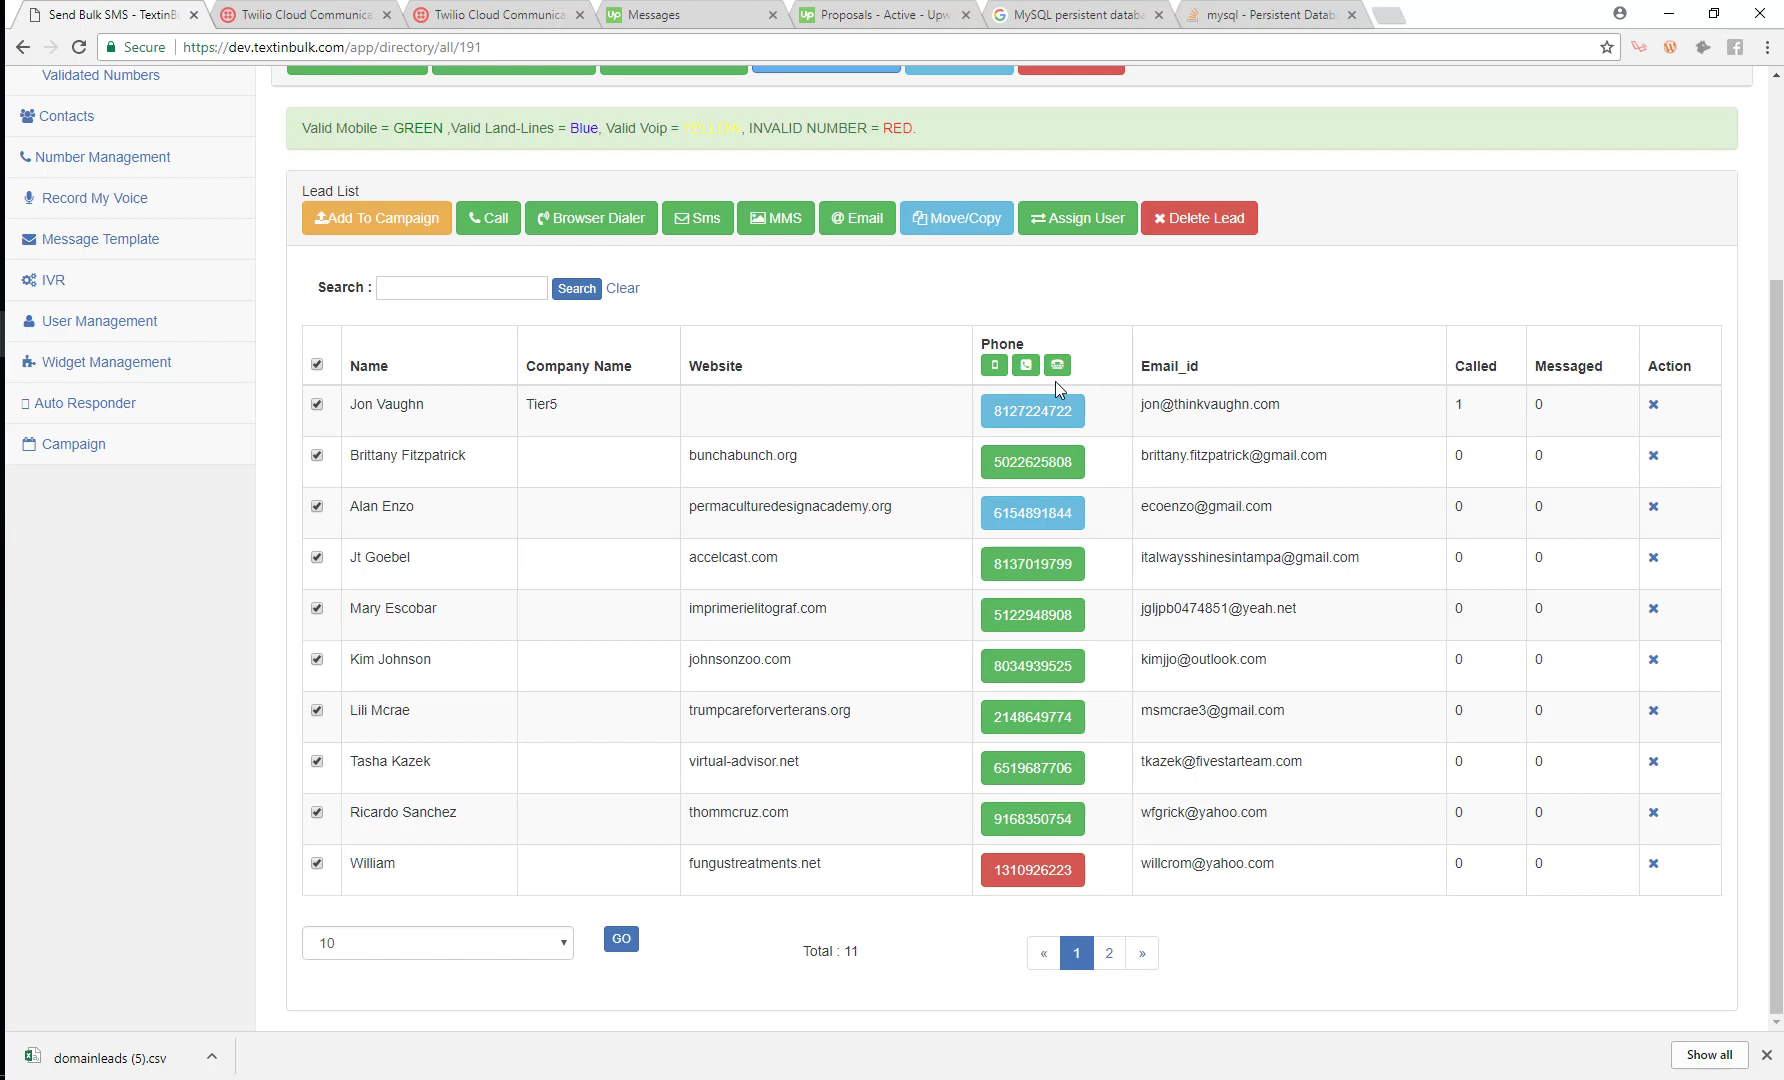 Send Bulk SMS - TextinBu
Twilio Cloud Communica
Twilio Cloud Communica
Messages
Proposals - Active - Upw
MySQL persistent databa
mysql - Persistent Datab
Secure
https://dev.textinbulk.com/app/directory/all/191
Validated Numbers
Contacts
Number Management
Record My Voice
Message Template
IVR
User Management
Widget Management
Auto Responder
Campaign
Valid Mobile = GREEN ,Valid Land-Lines = Blue, Valid Voip = YELLOW, INVALID NUMBER = RED.
Lead List
Add To Campaign Call Browser Dialer Sms MMS @ Email Move/Copy Assign User Delete Lead
Search : Search Clear
Name Company Name Website Phone Email_id Called Messaged Action
Jon Vaughn Tier5 8127224722 jon@thinkvaughn.com 1 0
Brittany Fitzpatrick bunchabunch.org 5022625808 brittany.fitzpatrick@gmail.com 0 0
Alan Enzo permaculturedesignacademy.org 6154891844 ecoenzo@gmail.com 0 0
Jt Goebel accelcast.com 8137019799 italwaysshinesintampa@gmail.com 0 0
Mary Escobar imprimerielitograf.com 5122948908 jgljpb0474851@yeah.net 0 0
Kim Johnson johnsonzoo.com 8034939525 kimjjo@outlook.com 0 0
Lili Mcrae trumpcareforverterans.org 2148649774 msmcrae3@gmail.com 0 0
Tasha Kazek virtual-advisor.net 6519687706 tkazek@fivestarteam.com 0 0
Ricardo Sanchez thommcruz.com 9168350754 wfgrick@yahoo.com 0 0
William fungustreatments.net 1310926223 willcrom@yahoo.com 0 0
10 GO Total : 11 « 1 2 »
domainleads (5).csv Show all